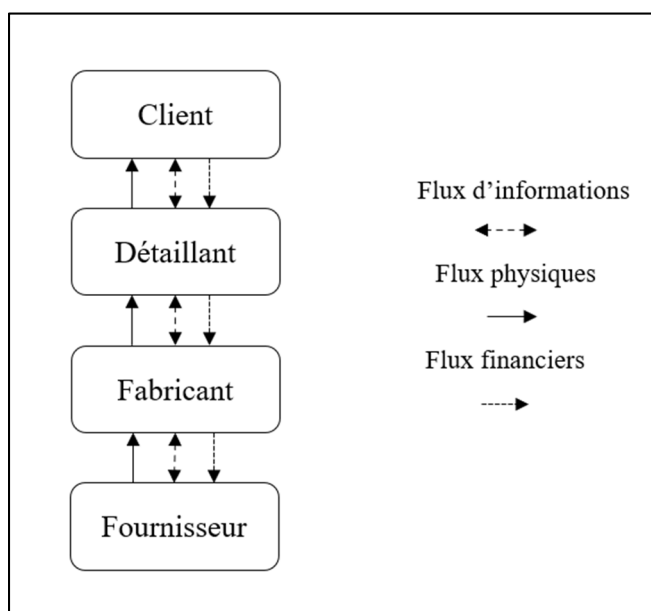 Client
Détaillant
Fabricant
Fournisseur
Flux d’informations
Flux physiques
Flux financiers